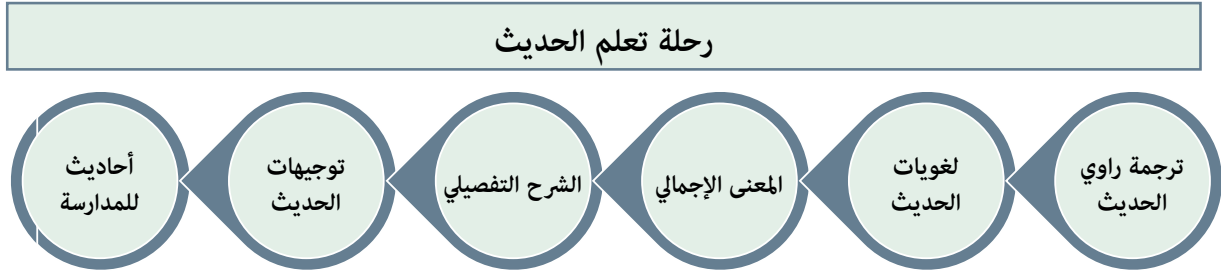 رحلة تعلم الحديث
ترجمة راوي
الحديث
لغويات
الحديث
المعنى الإجمالي
الشرح التفصيلي
توجيهات
الحديث
أحاديث
للمدارسة